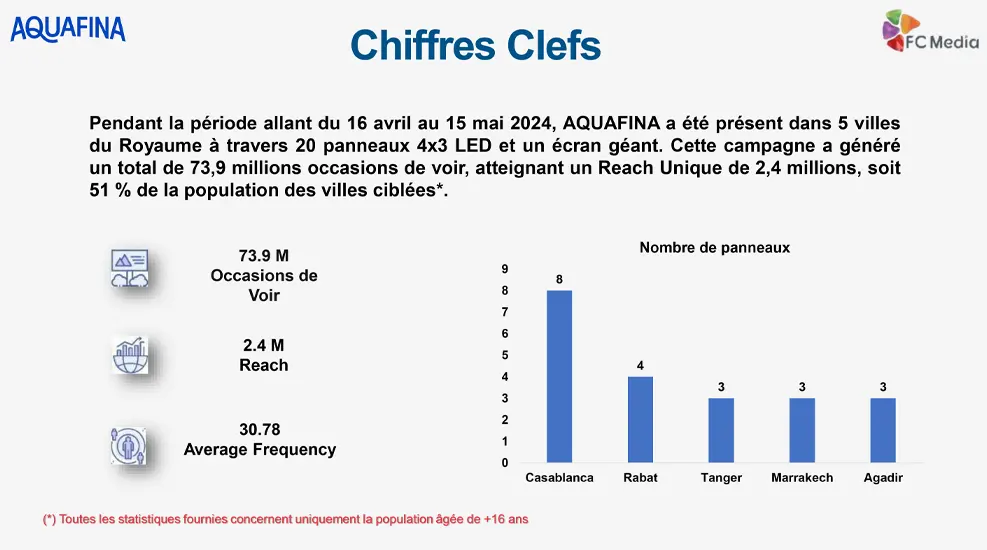 AQUAFINA
Chiffres Clefs
FC Media
Pendant la période allant du 16 avril au 15 mai 2024, AQUAFINA a été présent dans 5 villes
du Royaume à travers 20 panneaux 4x3 LED et un écran géant. Cette campagne a généré
un total de 73,9 millions occasions de voir, atteignant un Reach Unique de 2,4 millions, soit
51 % de la population des villes ciblées*.
73.9 M
Occasions de
Voir
2.4 M
Reach
30.78
Average Frequency
Nombre de panneaux
9
8
7
6
5
4
3
2
1
0
8
4
3
3
3
Casablanca
Rabat
Tanger
Marrakech
Agadir
(*) Toutes les statistiques fournies concernent uniquement la population âgée de +16 ans